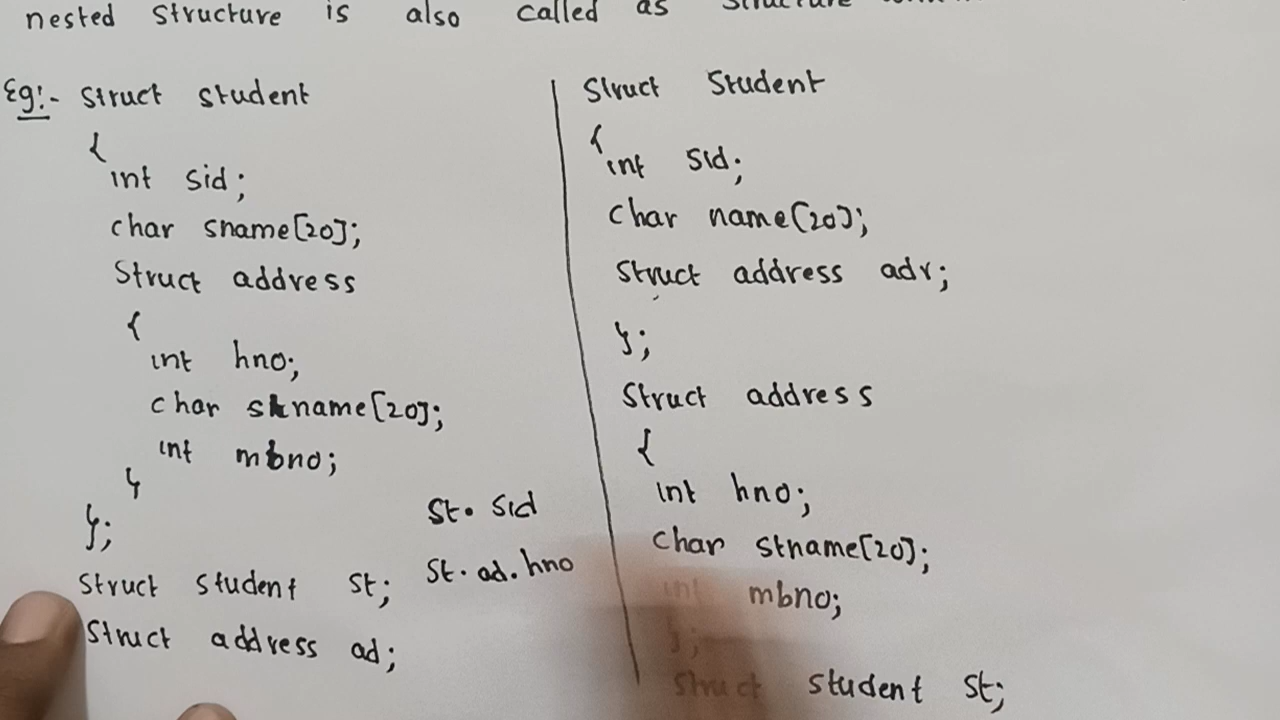 nested structure is also called as structure
Eg:- struct student
{
int sid;
char sname[20];
struct address
{
int hno;
char stname[20];
int mbno;
}
};
struct student st;
struct address ad;
st. sid
st. ad. hno
Struct Student
{
int sid;
char name[20];
struct address adr;
};
Struct address
{
int hno;
char stname[20];
int mbno;
};
struct student st;